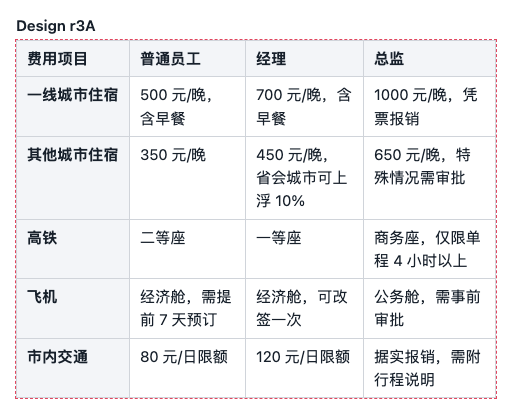 Design r3A
费用项目 普通员工 经理 总监
一线城市住宿 500 元/晚，含早餐 700 元/晚，含早餐 1000 元/晚，凭票报销
其他城市住宿 350 元/晚 450 元/晚，省会城市可上浮 10% 650 元/晚，特殊情况需审批
高铁 二等座 一等座 商务座，仅限单程 4 小时以上
飞机 经济舱，需提前 7 天预订 经济舱，可改签一次 公务舱，需事前审批
市内交通 80 元/日限额 120 元/日限额 据实报销，需附行程说明